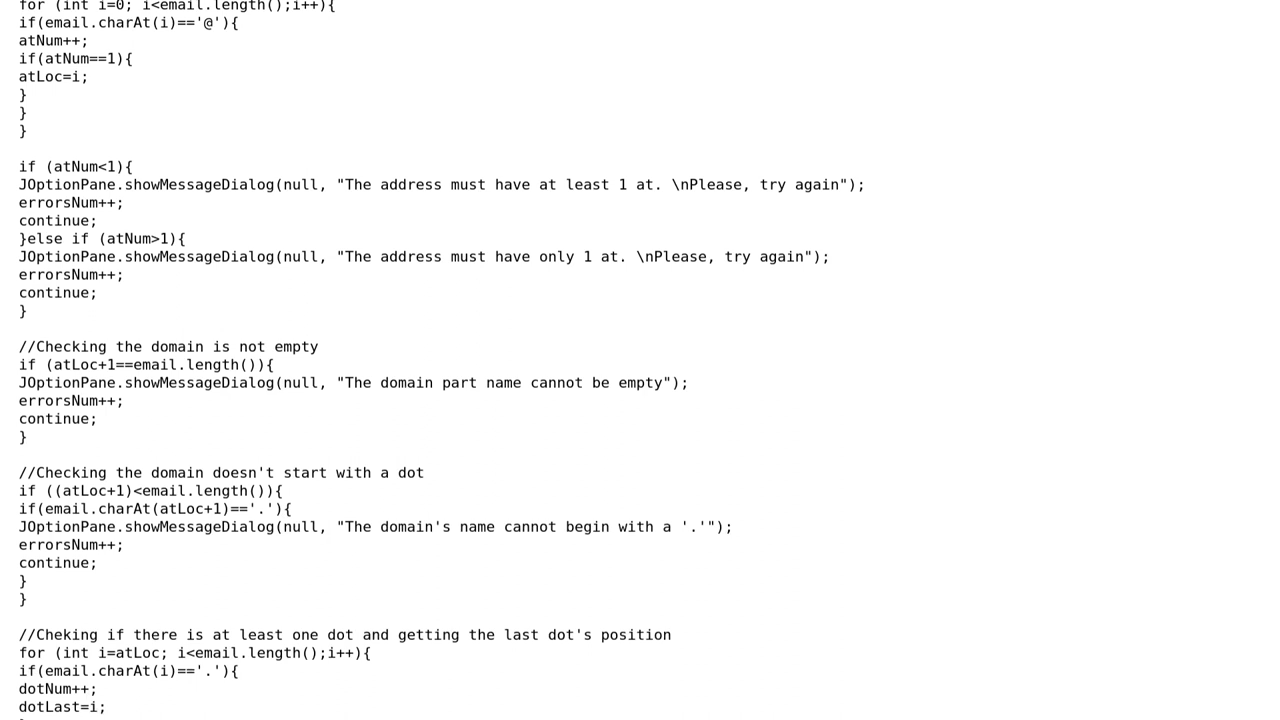 for (int i=0; i<email.length();i++){
if(email.charAt(i)=='@'){
atNum++;
if(atNum==1){
atLoc=i;
}
}
}
if (atNum<1){
JOptionPane.showMessageDialog(null, "The address must have at least 1 at. \nPlease, try again");
errorsNum++;
continue;
}else if (atNum>1){
JOptionPane.showMessageDialog(null, "The address must have only 1 at. \nPlease, try again");
errorsNum++;
continue;
}
//Checking the domain is not empty
if (atLoc+1==email.length()){
JOptionPane.showMessageDialog(null, "The domain part name cannot be empty");
errorsNum++;
continue;
}
//Checking the domain doesn't start with a dot
if ((atLoc+1)<email.length()){
if(email.charAt(atLoc+1)=='.'){
JOptionPane.showMessageDialog(null, "The domain's name cannot begin with a '.'");
errorsNum++;
continue;
}
}
//Cheking if there is at least one dot and getting the last dot's position
for (int i=atLoc; i<email.length();i++){
if(email.charAt(i)=='.'){
dotNum++;
dotLast=i;